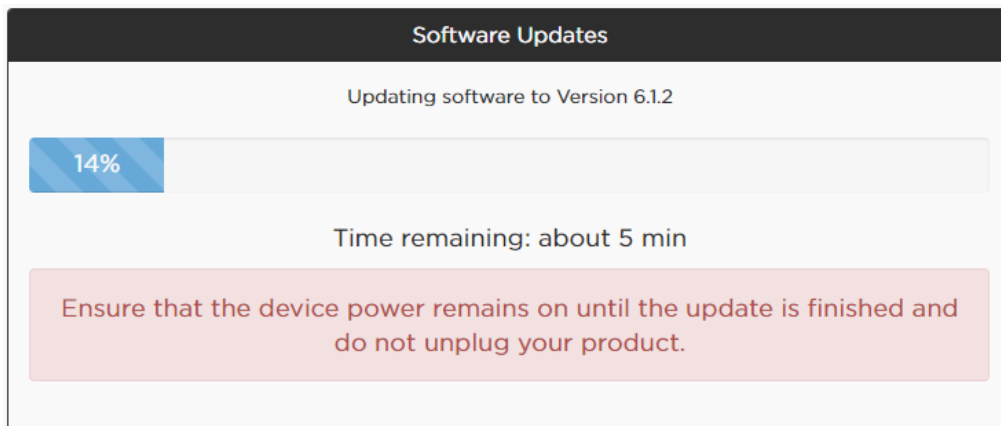 Software Updates
Updating software to Version 6.1.2
14%
Time remaining: about 5 min
Ensure that the device power remains on until the update is finished and
do not unplug your product.